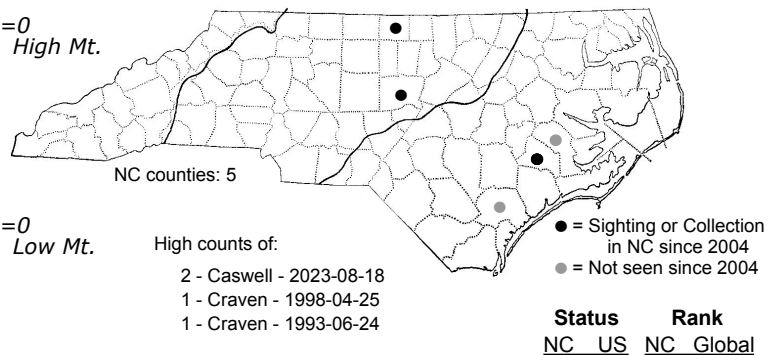 =0
High Mt.
NC counties: 5
=0
Low Mt.
High counts of:
2 - Caswell - 2023-08-18
1 - Craven - 1998-04-25
1 - Craven - 1993-06-24
= Sighting or Collection
in NC since 2004
= Not seen since 2004
Status Rank
NC US NC Global